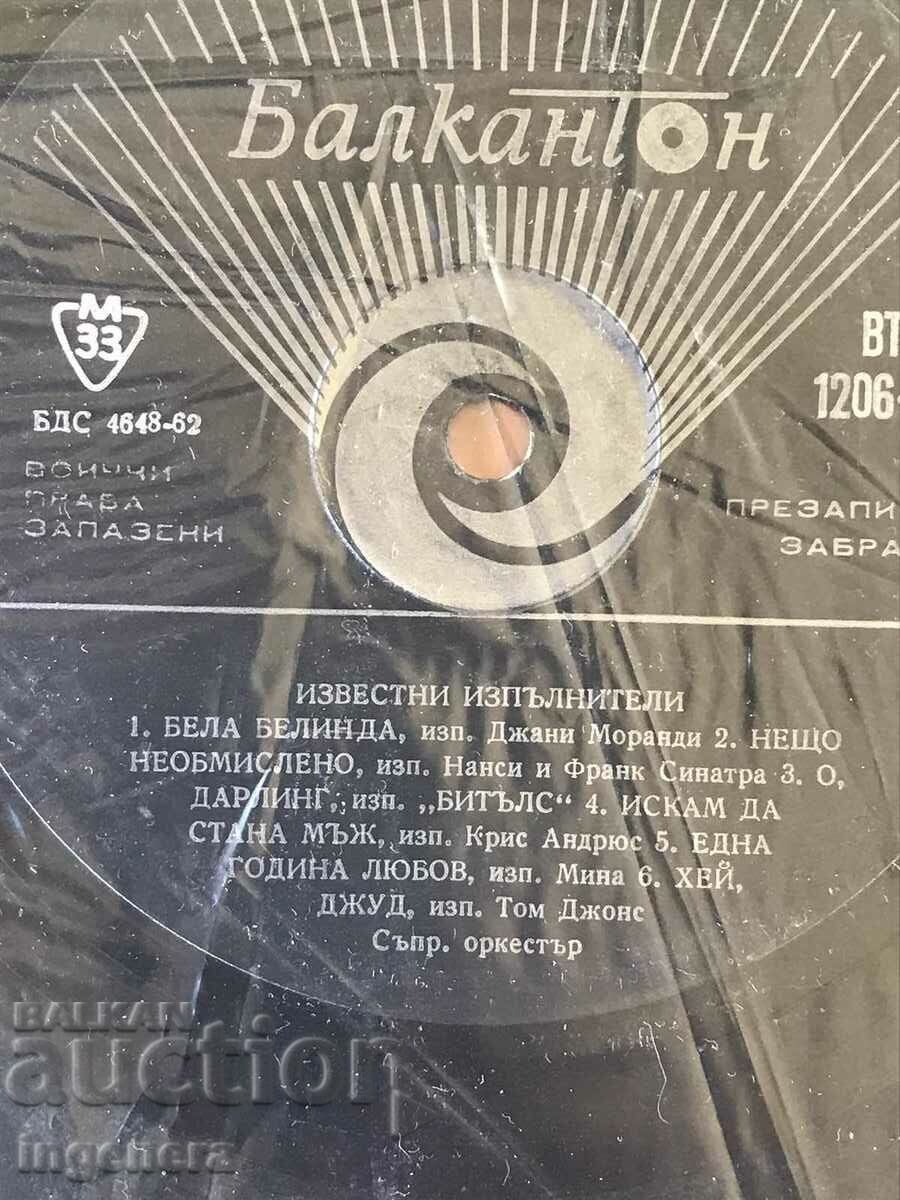 Балкантон
М
33
БДС 4648-62
ВСИЧКИ
ПРАВА
ЗАПАЗЕНИ
ВТ
1206
ПРЕЗАПИ
ЗАБРА
ИЗВЕСТНИ ИЗПЪЛНИТЕЛИ
1. БЕЛА БЕЛИНДА, изп. Джани Моранди 2. НЕЩО
НЕОБМИСЛЕНО, изп. Нанси и Франк Синатра 3. О,
ДАРЛИНГ, изп. „БИТЪЛС“ 4. ИСКАМ ДА
СТАНА МЪЖ, изп. Крис Андрюс 5. ЕДНА
ГОДИНА ЛЮБОВ, изп. Мина 6. ХЕЙ,
ДЖУД, изп. Том Джонс
Съпр. оркестър
BALKAN
auction
ingehera